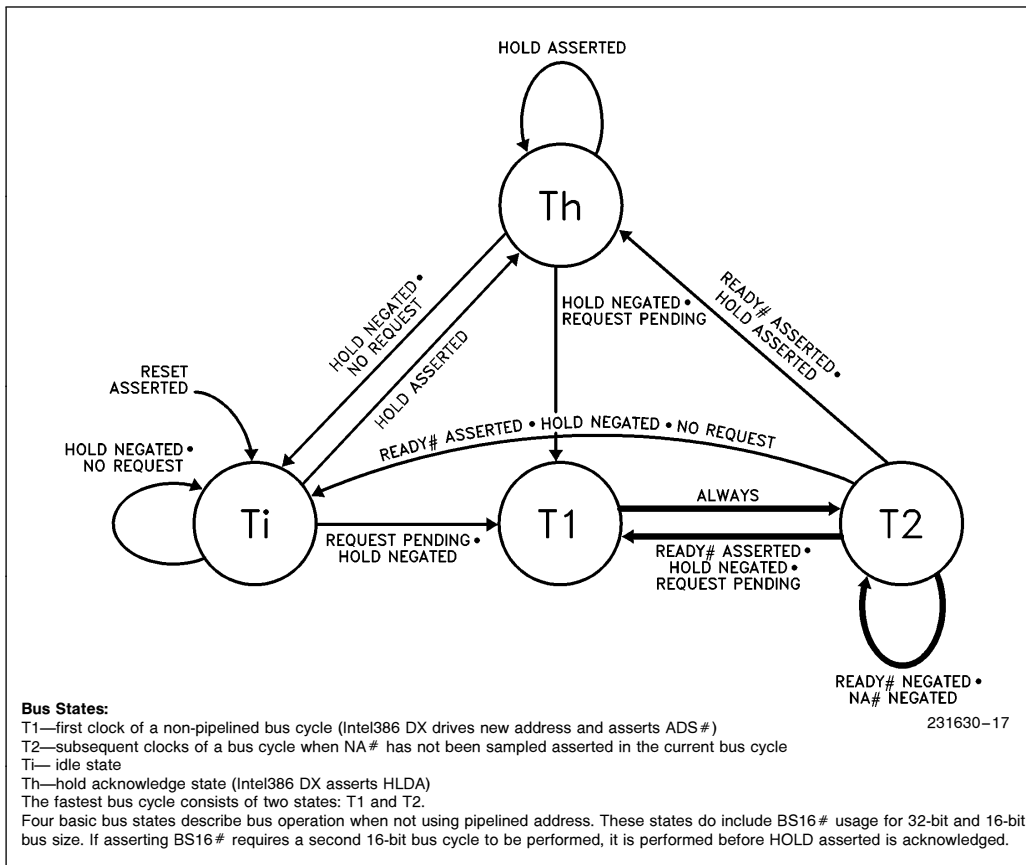 HOLD ASSERTED
Th
HOLD NEGATED •
NO REQUEST
HOLD ASSERTED
HOLD NEGATED •
REQUEST PENDING
READY# ASSERTED •
HOLD ASSERTED
RESET
ASSERTED
HOLD NEGATED •
NO REQUEST
READY# ASSERTED • HOLD NEGATED • NO REQUEST
Ti
REQUEST PENDING •
HOLD NEGATED
T1
ALWAYS
READY# ASSERTED •
HOLD NEGATED •
REQUEST PENDING
T2
READY# NEGATED •
NA# NEGATED
231630–17
Bus States:
T1—first clock of a non-pipelined bus cycle (Intel386 DX drives new address and asserts ADS#)
T2—subsequent clocks of a bus cycle when NA# has not been sampled asserted in the current bus cycle
Ti— idle state
Th—hold acknowledge state (Intel386 DX asserts HLDA)
The fastest bus cycle consists of two states: T1 and T2.
Four basic bus states describe bus operation when not using pipelined address. These states do include BS16# usage for 32-bit and 16-bit
bus size. If asserting BS16# requires a second 16-bit bus cycle to be performed, it is performed before HOLD asserted is acknowledged.